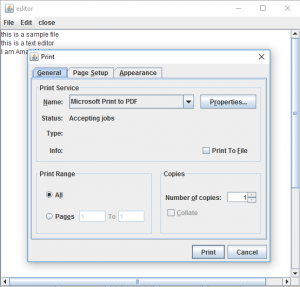 editor
File Edit close
this is a sample file
this is a text editor
I am Ama
Print
General Page Setup Appearance
Print Service
Name: Microsoft Print to PDF Properties...
Status: Accepting jobs
Type:
Info: Print To File
Print Range
All
Pages 1 To 1
Copies
Number of copies: 1
Collate
Print Cancel